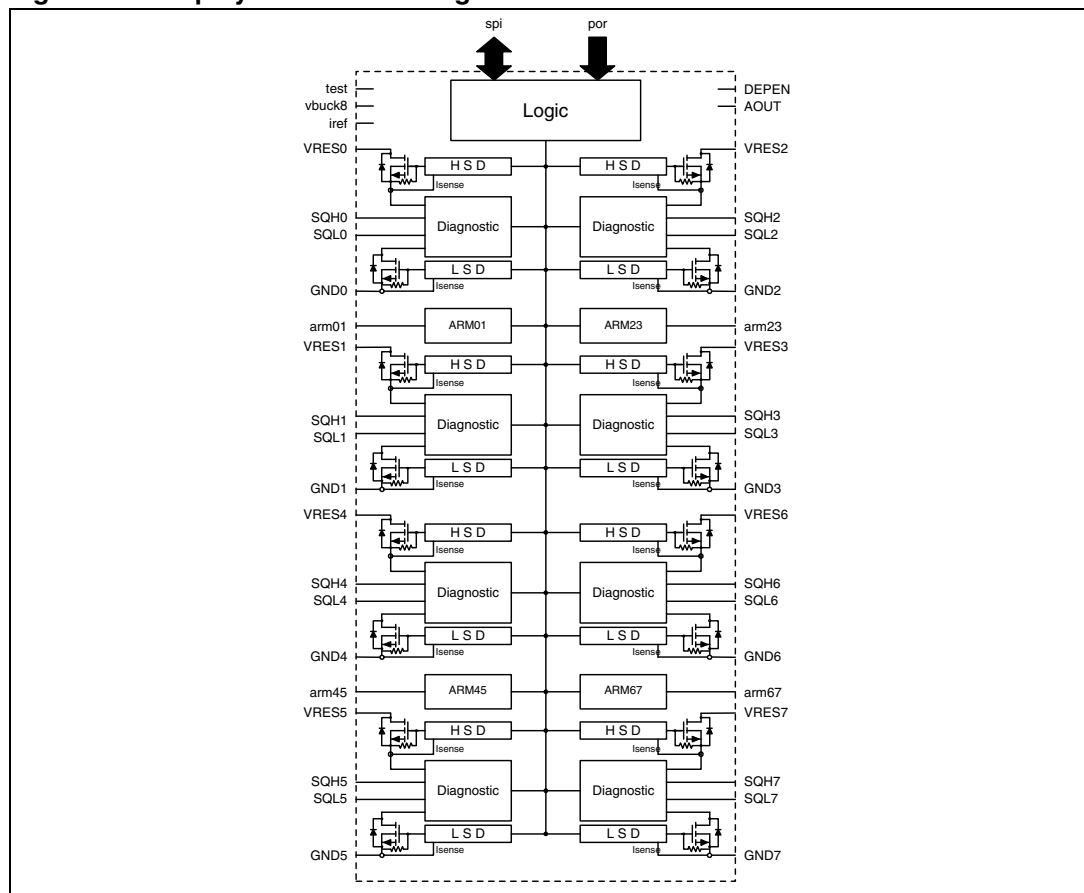 spi por
test DEPEN
vbuck8 AOUT
iref
Logic
VRES0 HSD HSD VRES2
Isense Isense
SQH0 Diagnostic Diagnostic SQH2
SQL0 SQL2
LSD LSD
GND0 Isense Isense GND2
arm01 ARM01 ARM23 arm23
VRES1 HSD HSD VRES3
Isense Isense
SQH1 Diagnostic Diagnostic SQH3
SQL1 SQL3
LSD LSD
GND1 Isense Isense GND3
VRES4 HSD HSD VRES6
Isense Isense
SQH4 Diagnostic Diagnostic SQH6
SQL4 SQL6
LSD LSD
GND4 Isense Isense GND6
arm45 ARM45 ARM67 arm67
VRES5 HSD HSD VRES7
Isense Isense
SQH5 Diagnostic Diagnostic SQH7
SQL5 SQL7
LSD LSD
GND5 Isense Isense GND7